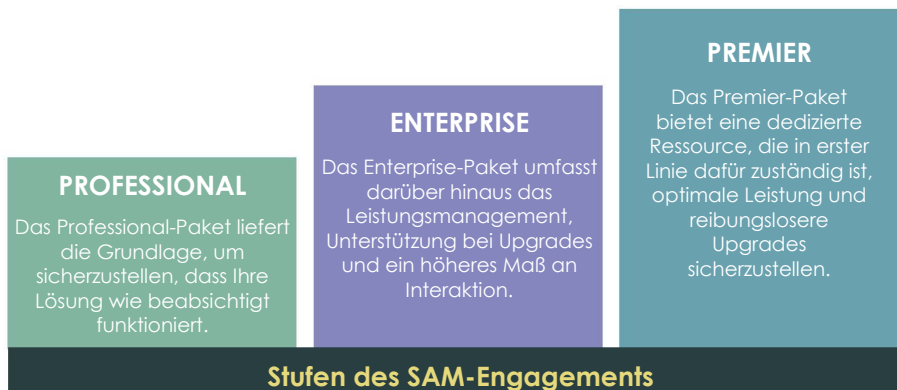 PROFESSIONAL
Das Professional-Paket liefert
die Grundlage, um
sicherzustellen, dass Ihre
Lösung wie beabsichtigt
funktioniert.
ENTERPRISE
Das Enterprise-Paket umfasst
darüber hinaus das
Leistungsmanagement,
Unterstützung bei Upgrades
und ein höheres Maß an
Interaktion.
PREMIER
Das Premier-Paket
bietet eine dedizierte
Ressource, die in erster
Linie dafür zuständig ist,
optimale Leistung und
reibungslosere
Upgrades
sicherzustellen.
Stufen des SAM-Engagements